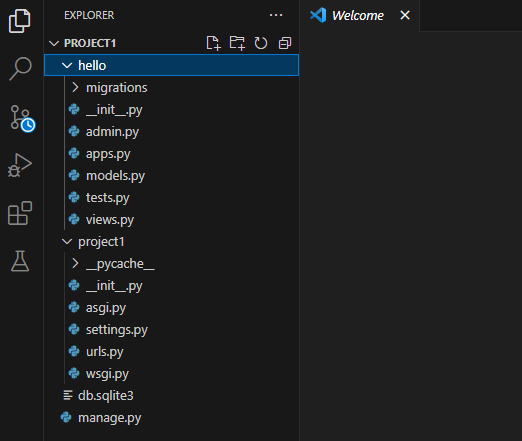 EXPLORER
Welcome
PROJECT1
hello
migrations
__init__.py
admin.py
apps.py
models.py
tests.py
views.py
project1
__pycache__
__init__.py
asgi.py
settings.py
urls.py
wsgi.py
db.sqlite3
manage.py